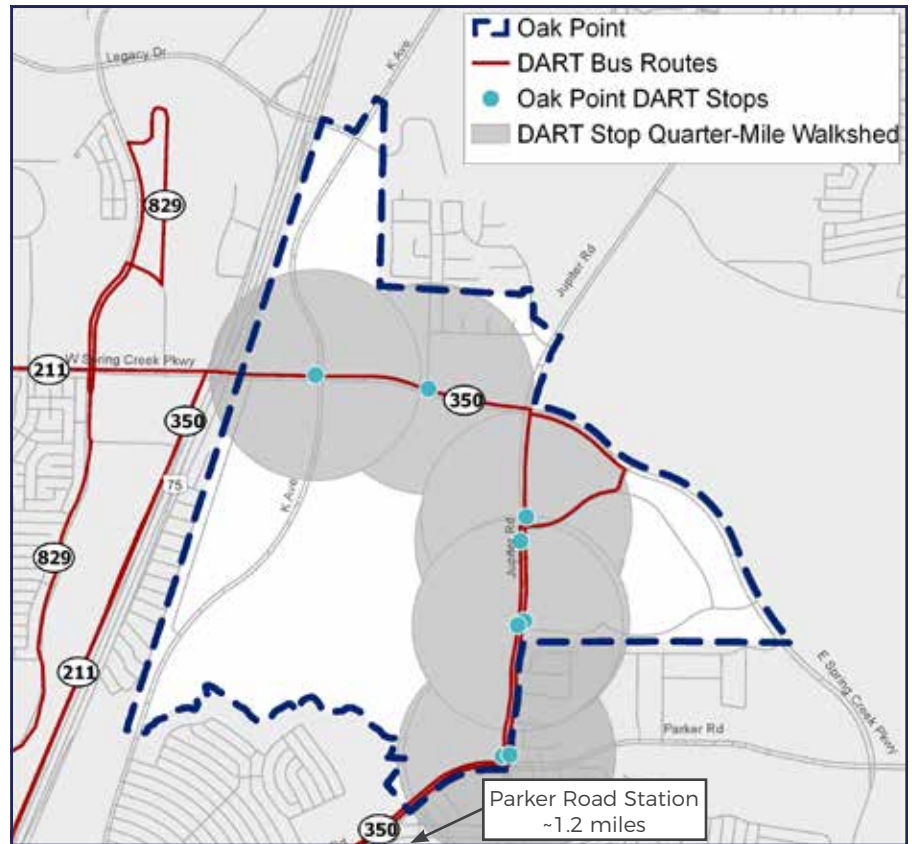 Oak Point
DART Bus Routes
Oak Point DART Stops
DART Stop Quarter-Mile Walkshed
Legacy Dr
K Ave
829
Jupiter Rd
W Spring Creek Pkwy
211
350
350
75
K Ave
Jupiter Rd
829
211
E Spring Creek Pkwy
Parker Rd
Parker Road Station
~1.2 miles
350
Rd